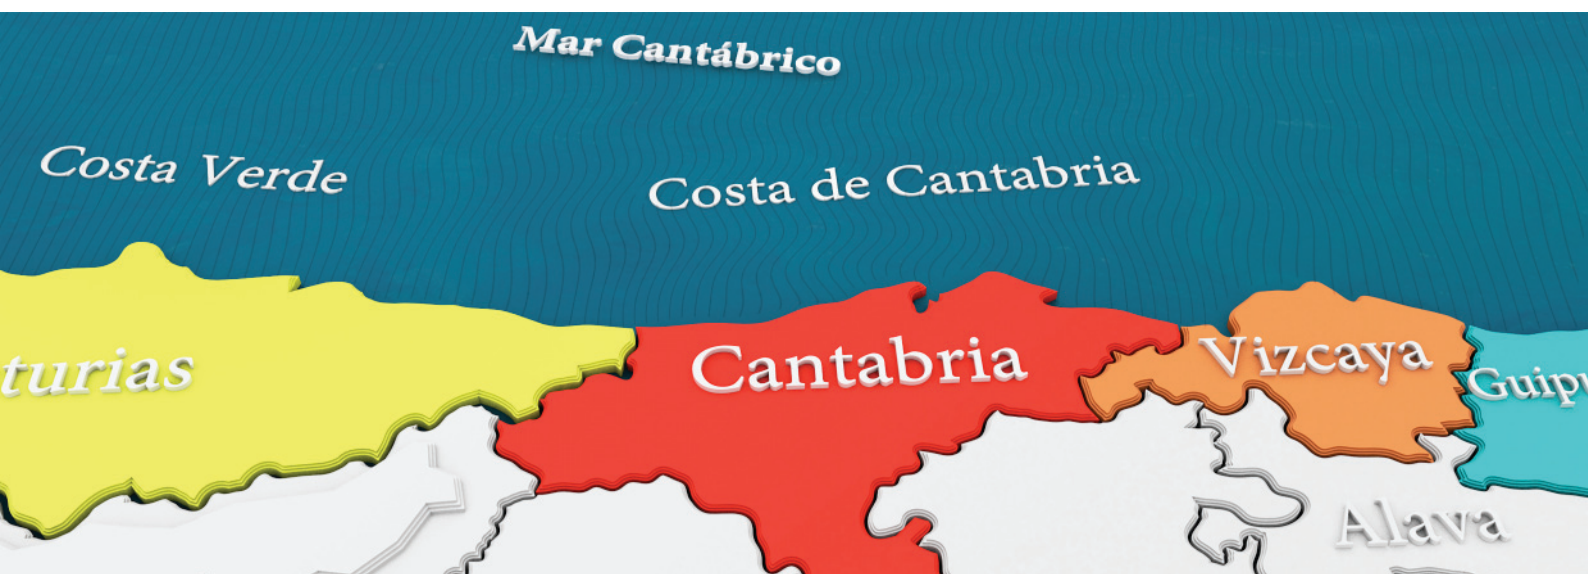 Mar Cantábrico
Costa Verde
Costa de Cantabria
turias
Cantabria
Vizcaya
Guipu
Alava